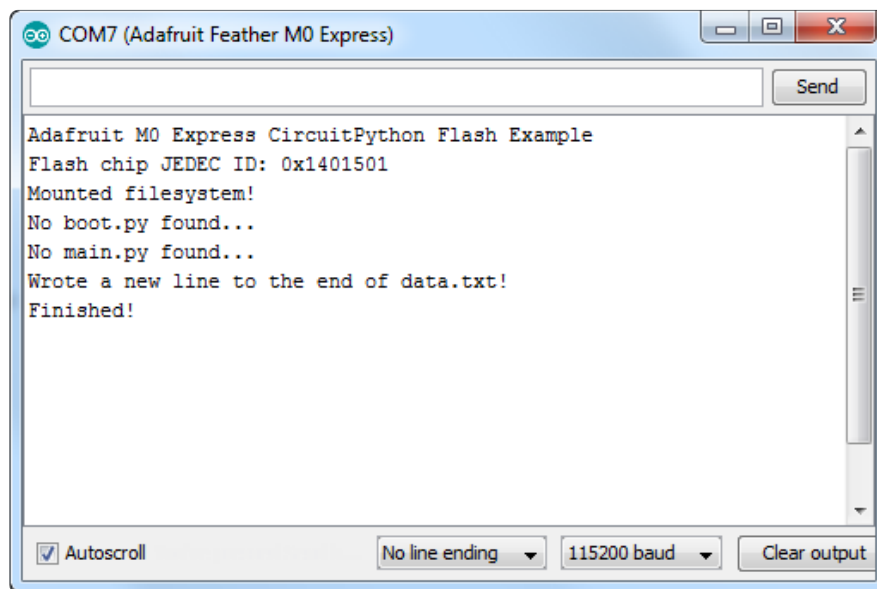 COM7 (Adafruit Feather M0 Express)
Send
Adafruit M0 Express CircuitPython Flash Example
Flash chip JEDEC ID: 0x1401501
Mounted filesystem!
No boot.py found...
No main.py found...
Wrote a new line to the end of data.txt!
Finished!
Autoscroll
No line ending
115200 baud
Clear output